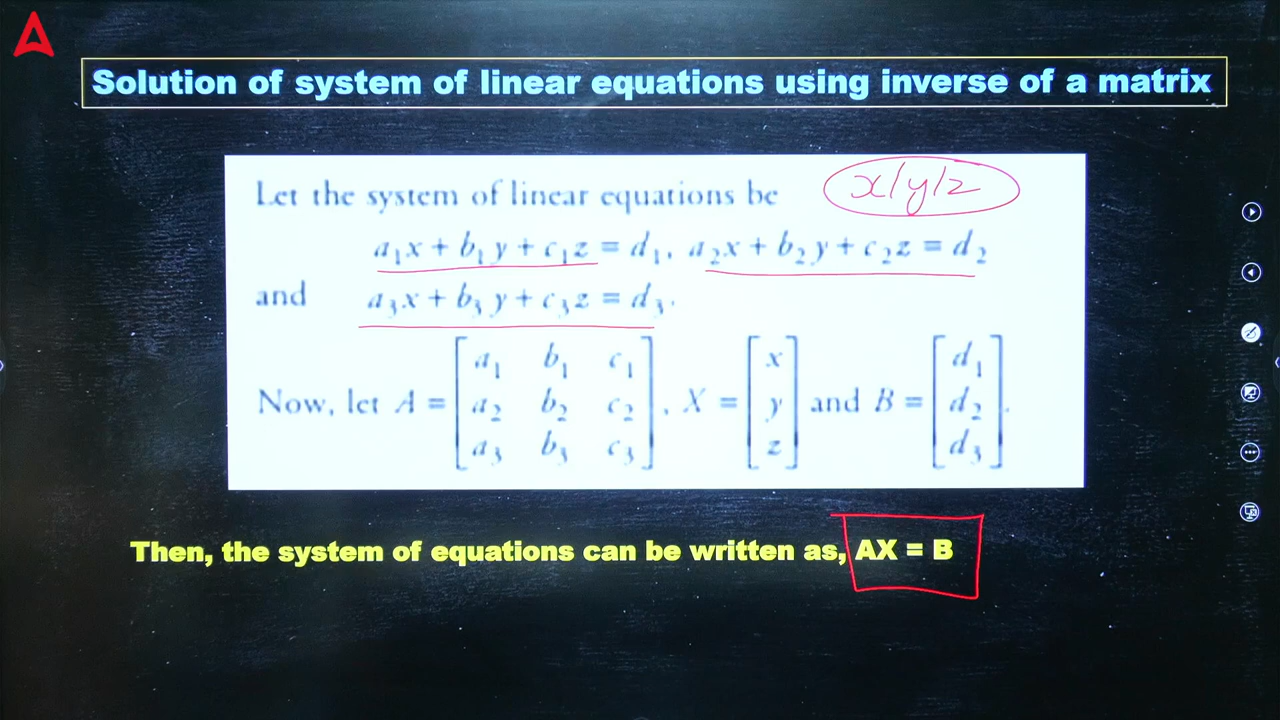 Solution of system of linear equations using inverse of a matrix
Let the system of linear equations be x/y/z
a₁x + b₁y + c₁z = d₁, a₂x + b₂y + c₂z = d₂
and a₃x + b₃y + c₃z = d₃.
Now, let A = [a₁ b₁ c₁; a₂ b₂ c₂; a₃ b₃ c₃], X = [x; y; z] and B = [d₁; d₂; d₃].
Then, the system of equations can be written as, AX = B